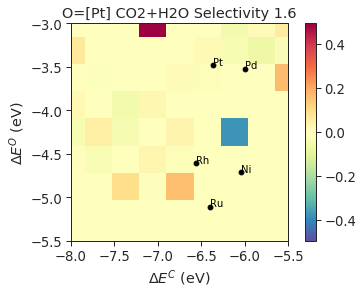 O=[Pt] CO2+H2O Selectivity 1.6
−3.0
−3.5
−4.0
−4.5
−5.0
−5.5
ΔE^O (eV)
Pt
Pd
Rh
Ni
Ru
−8.0 −7.5 −7.0 −6.5 −6.0 −5.5
ΔE^C (eV)
0.4
0.2
0.0
−0.2
−0.4